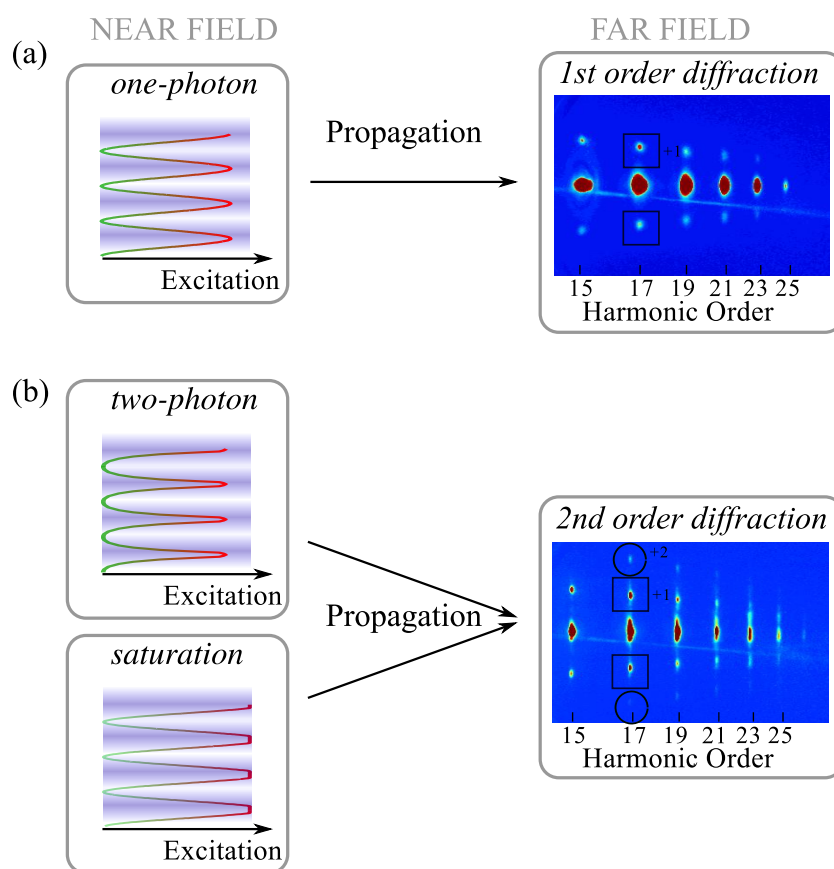 NEAR FIELD
FAR FIELD
(a)
one-photon
Excitation
Propagation
1st order diffraction
+1
15 17 19 21 23 25
Harmonic Order
(b)
two-photon
Excitation
saturation
Excitation
Propagation
2nd order diffraction
+2
+1
15 17 19 21 23 25
Harmonic Order